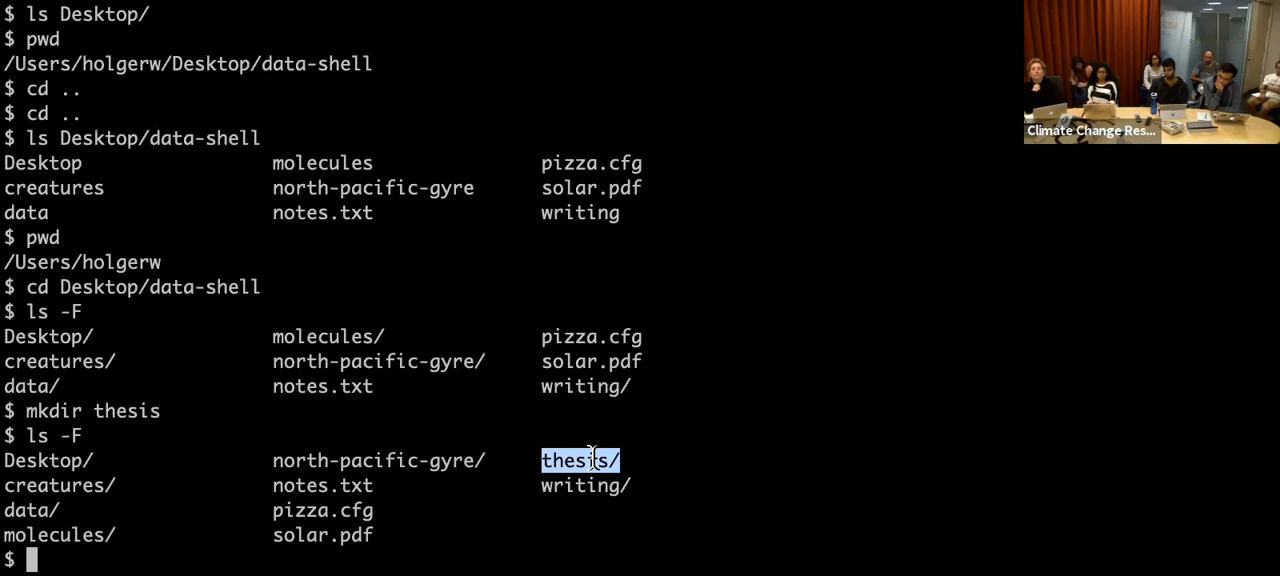 $ ls Desktop/
$ pwd
/Users/holgerw/Desktop/data-shell
$ cd ..
$ cd ..
$ ls Desktop/data-shell
Desktop molecules pizza.cfg
creatures north-pacific-gyre solar.pdf
data notes.txt writing
$ pwd
/Users/holgerw
$ cd Desktop/data-shell
$ ls -F
Desktop/ molecules/ pizza.cfg
creatures/ north-pacific-gyre/ solar.pdf
data/ notes.txt writing/
$ mkdir thesis
$ ls -F
Desktop/ north-pacific-gyre/ thesis/
creatures/ notes.txt writing/
data/ pizza.cfg
molecules/ solar.pdf
$
Climate Change Res...